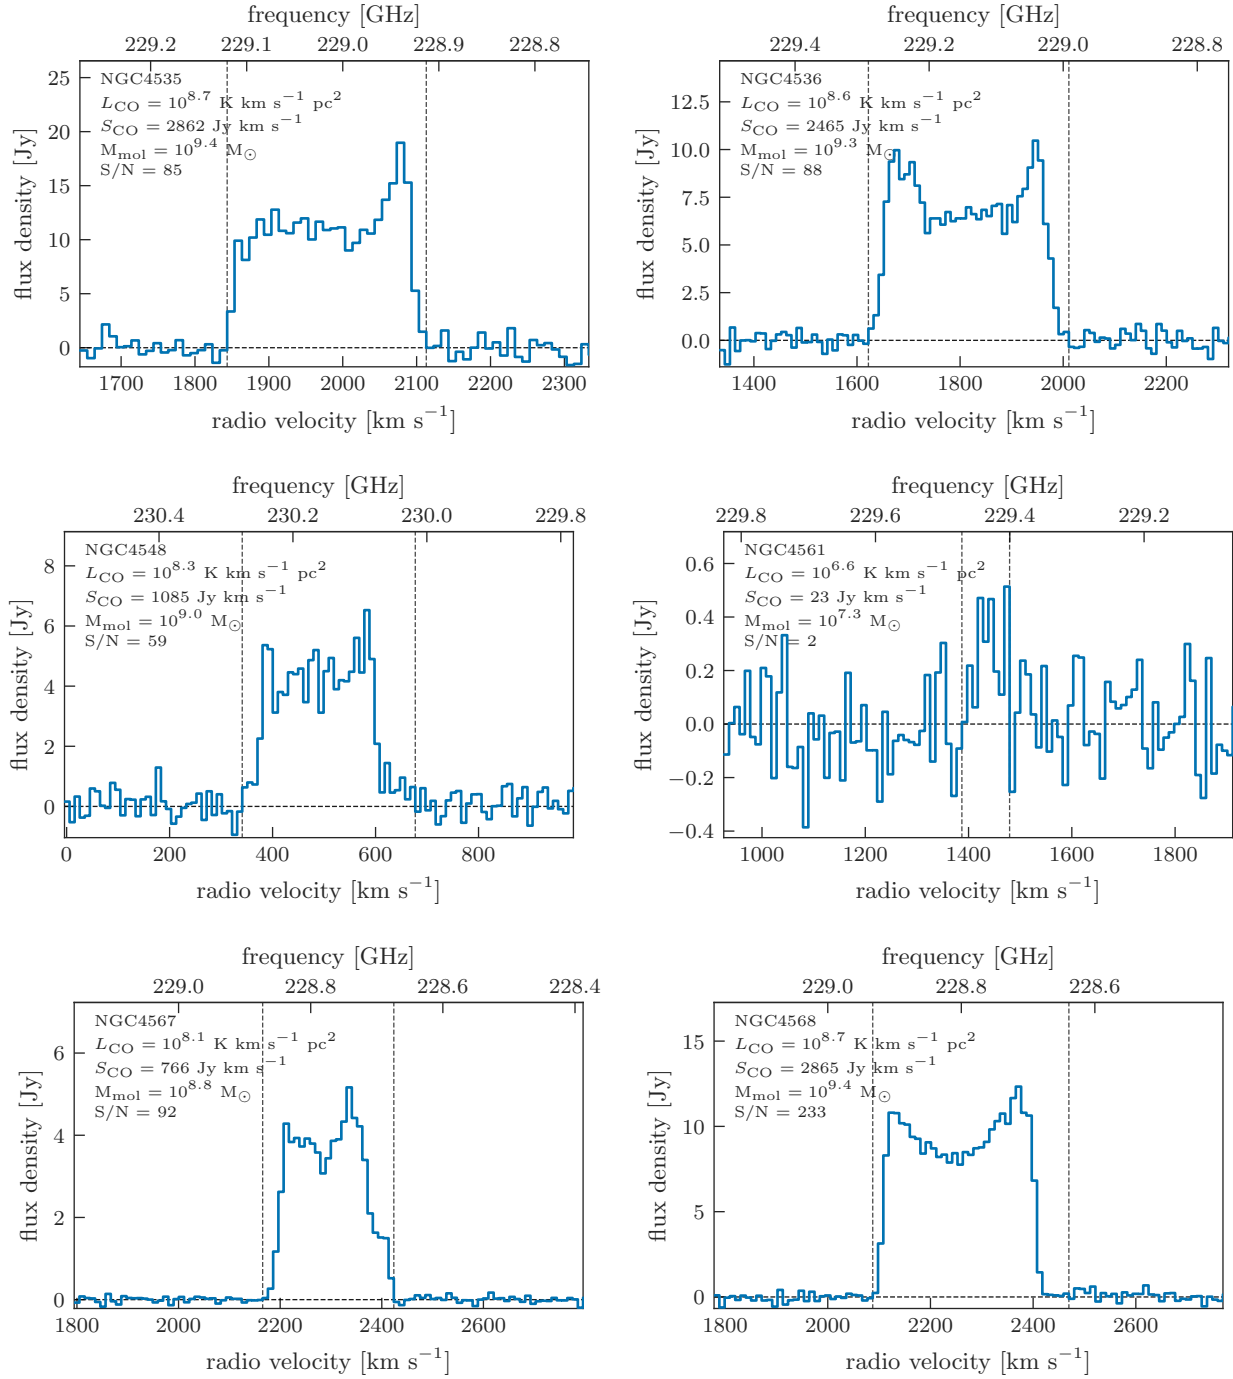 frequency [GHz]
229.2 229.1 229.0 228.9 228.8
NGC4535
L_CO = 10^8.7 K km s^−1 pc^2
S_CO = 2862 Jy km s^−1
M_mol = 10^9.4 M_⊙
S/N = 85
25
20
15
10
5
0
flux density [Jy]
1700 1800 1900 2000 2100 2200 2300
radio velocity [km s^−1]
frequency [GHz]
229.4 229.2 229.0 228.8
NGC4536
L_CO = 10^8.6 K km s^−1 pc^2
S_CO = 2465 Jy km s^−1
M_mol = 10^9.3 M_⊙
S/N = 88
12.5
10.0
7.5
5.0
2.5
0.0
flux density [Jy]
1400 1600 1800 2000 2200
radio velocity [km s^−1]
frequency [GHz]
230.4 230.2 230.0 229.8
NGC4548
L_CO = 10^8.3 K km s^−1 pc^2
S_CO = 1085 Jy km s^−1
M_mol = 10^9.0 M_⊙
S/N = 59
8
6
4
2
0
flux density [Jy]
0 200 400 600 800
radio velocity [km s^−1]
frequency [GHz]
229.8 229.6 229.4 229.2
NGC4561
L_CO = 10^6.6 K km s^−1 pc^2
S_CO = 23 Jy km s^−1
M_mol = 10^7.3 M_⊙
S/N = 2
0.6
0.4
0.2
0.0
−0.2
−0.4
flux density [Jy]
1000 1200 1400 1600 1800
radio velocity [km s^−1]
frequency [GHz]
229.0 228.8 228.6 228.4
NGC4567
L_CO = 10^8.1 K km s^−1 pc^2
S_CO = 766 Jy km s^−1
M_mol = 10^8.8 M_⊙
S/N = 92
6
4
2
0
flux density [Jy]
1800 2000 2200 2400 2600
radio velocity [km s^−1]
frequency [GHz]
229.0 228.8 228.6
NGC4568
L_CO = 10^8.7 K km s^−1 pc^2
S_CO = 2865 Jy km s^−1
M_mol = 10^9.4 M_⊙
S/N = 233
15
10
5
0
flux density [Jy]
1800 2000 2200 2400 2600
radio velocity [km s^−1]